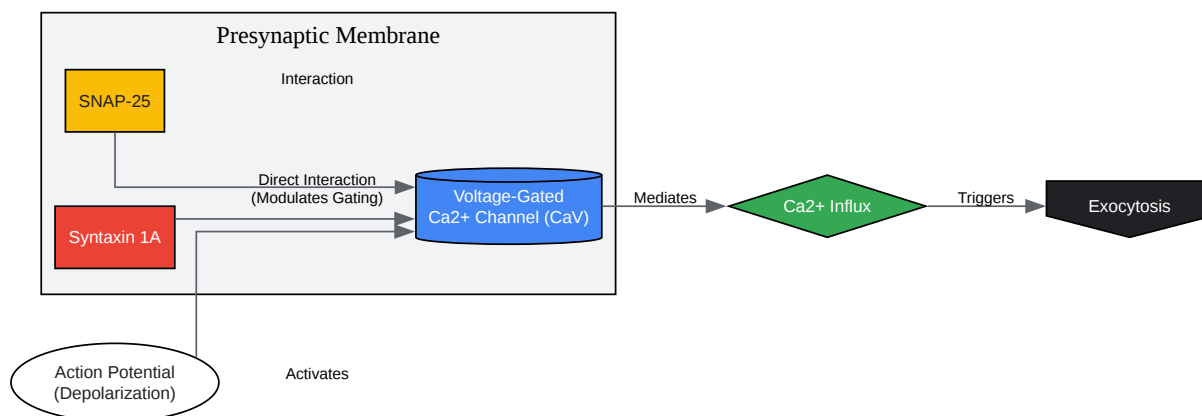 Presynaptic Membrane
SNAP-25
Interaction
Direct Interaction
(Modulates Gating)
Voltage-Gated
Ca2+ Channel (CaV)
Syntaxin 1A
Mediates
Ca2+ Influx
Triggers
Exocytosis
Action Potential
(Depolarization)
Activates